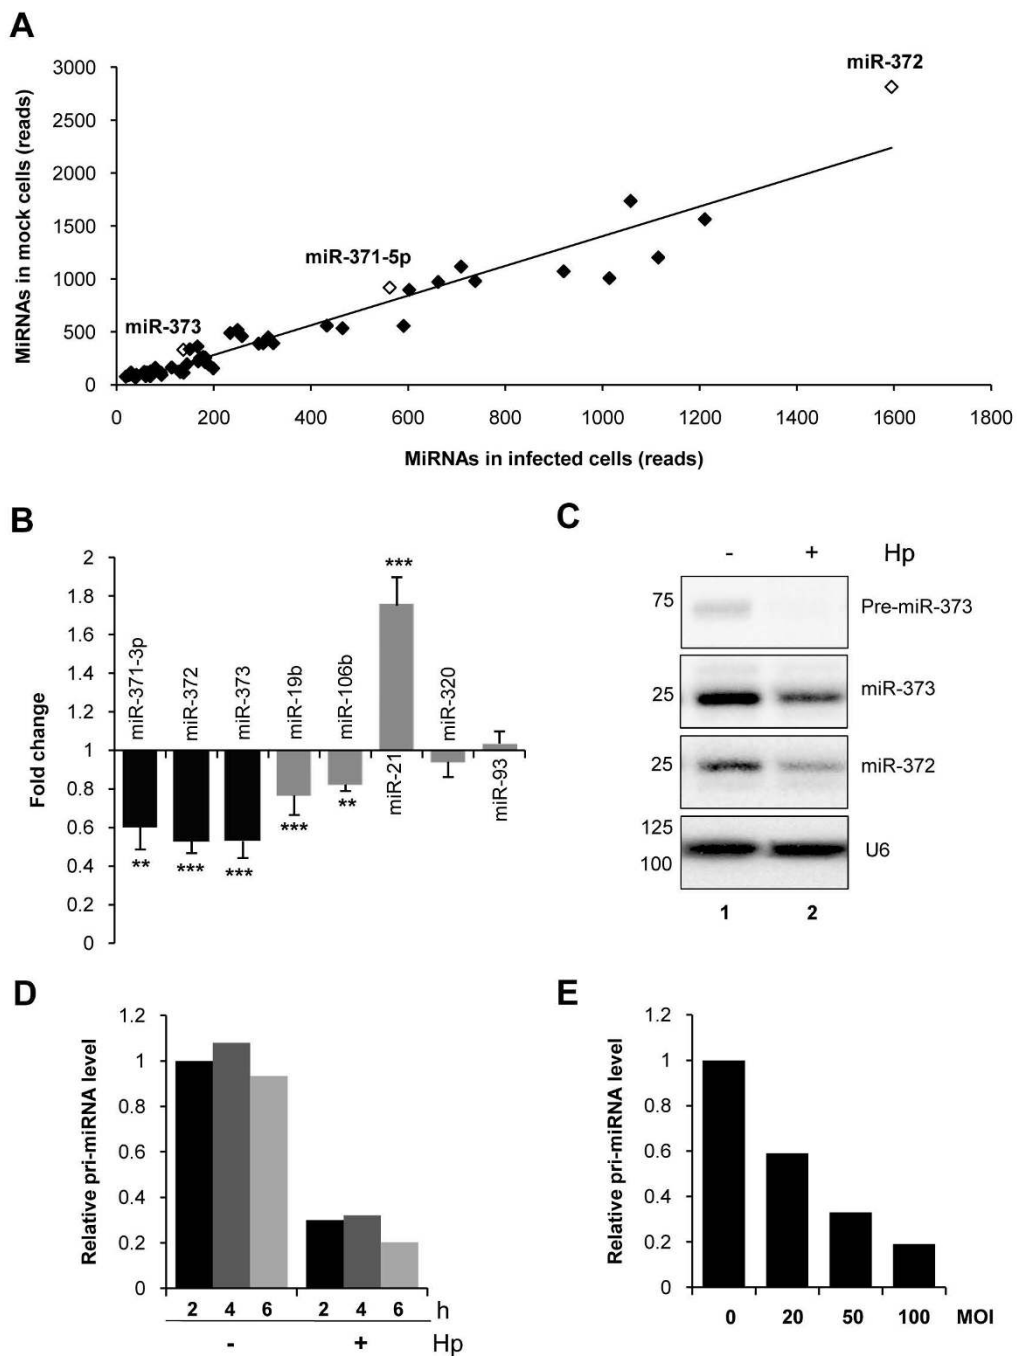 A
3000
2500
2000
1500
1000
500
0
MiRNAs in mock cells (reads)
miR-372
miR-371-5p
miR-373
0 200 400 600 800 1000 1200 1400 1600 1800
MiRNAs in infected cells (reads)
B
2
1.8
1.6
1.4
1.2
1
0.8
0.6
0.4
0.2
0
Fold change
miR-371-3p
miR-372
miR-373
miR-19b
miR-106b
miR-21
miR-320
miR-93
**
***
***
***
**
***
C
- + Hp
75 Pre-miR-373
25 miR-373
25 miR-372
125
100 U6
1 2
D
1.2
1
0.8
0.6
0.4
0.2
0
Relative pri-miRNA level
2 4 6 2 4 6 h
- + Hp
E
1.2
1
0.8
0.6
0.4
0.2
0
Relative pri-miRNA level
0 20 50 100 MOI